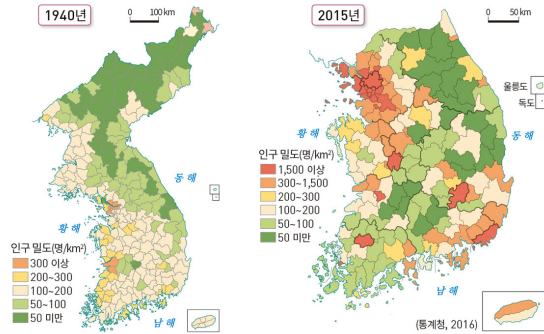 1940년
0 100 km
동 해
황 해
인구 밀도(명/km²)
300 이상
200~300
100~200
50~100
50 미만
남 해
2015년
0 50 km
울릉도
독도
황 해
동 해
인구 밀도(명/km²)
1,500 이상
300~1,500
200~300
100~200
50~100
50 미만
남 해
(통계청, 2016)